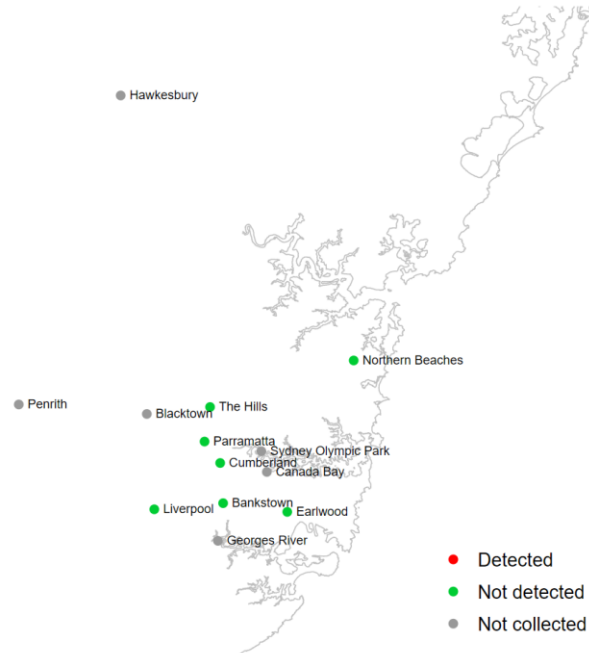 Hawkesbury
Northern Beaches
Penrith
The Hills
Blacktown
Parramatta
Sydney Olympic Park
Cumberland
Canada Bay
Bankstown
Liverpool
Earlwood
Georges River
Detected
Not detected
Not collected